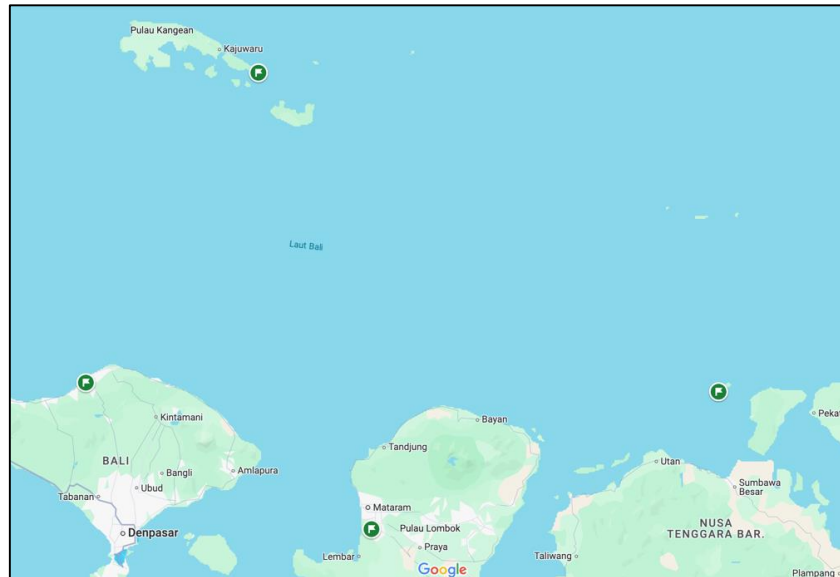 Pulau Kangean
Kajuwaru
Laut Bali
Kintamani
BALI
Bangli
Ubud
Amlapura
Tabanan
Denpasar
Bayan
Tandjung
Mataram
Pulau Lombok
Praya
Lembar
Google
Utan
Pekat
Sumbawa
Besar
NUSA
TENGGARA BAR.
Taliwang
Plampang